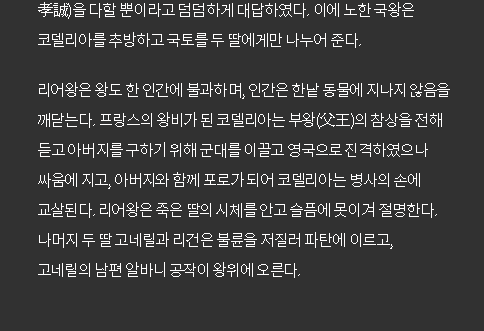 孝誠)을 다할 뿐이라고 덤덤하게 대답하였다. 이에 노한 국왕은
코델리아를 추방하고 국토를 두 딸에게만 나누어 준다.
리어왕은 왕도 한 인간에 불과하며, 인간은 한낱 동물에 지나지 않음을
깨닫는다. 프랑스의 왕비가 된 코델리아는 부왕(父王)의 참상을 전해
듣고 아버지를 구하기 위해 군대를 이끌고 영국으로 진격하였으나
싸움에 지고, 아버지와 함께 포로가 되어 코델리아는 병사의 손에
교살된다. 리어왕은 죽은 딸의 시체를 안고 슬픔에 못이겨 절명한다.
나머지 두 딸 고네릴과 리건은 불륜을 저질러 파탄에 이르고,
고네릴의 남편 알바니 공작이 왕위에 오른다.